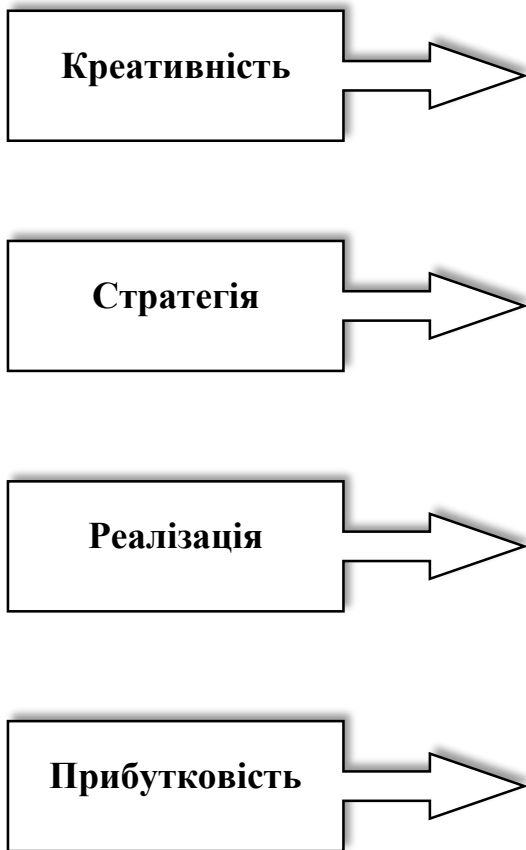 Креативність
Стратегія
Реалізація
Прибутковість